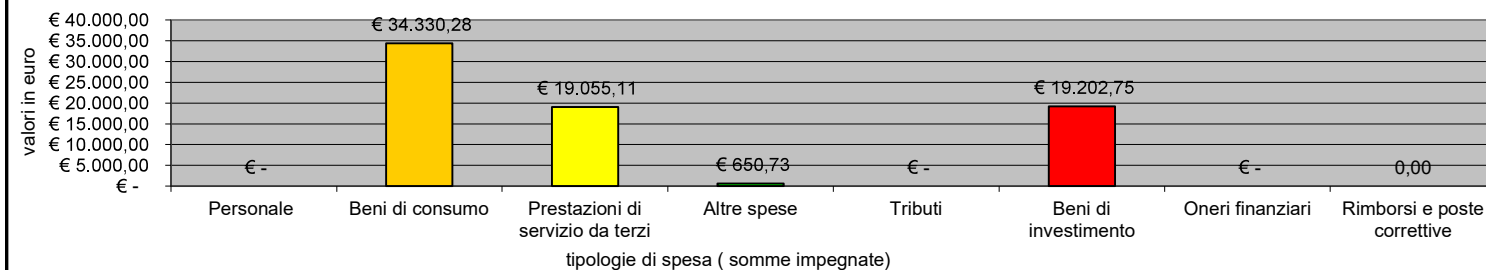 € 40.000,00
€ 35.000,00
€ 30.000,00
€ 25.000,00
€ 20.000,00
€ 15.000,00
€ 10.000,00
€ 5.000,00
€ -
valori in euro
€ -
€ 34.330,28
€ 19.055,11
€ 650,73
€ -
€ 19.202,75
€ -
0,00
Personale
Beni di consumo
Prestazioni di
servizio da terzi
Altre spese
Tributi
Beni di
investimento
Oneri finanziari
Rimborsi e poste
correttive
tipologie di spesa ( somme impegnate)